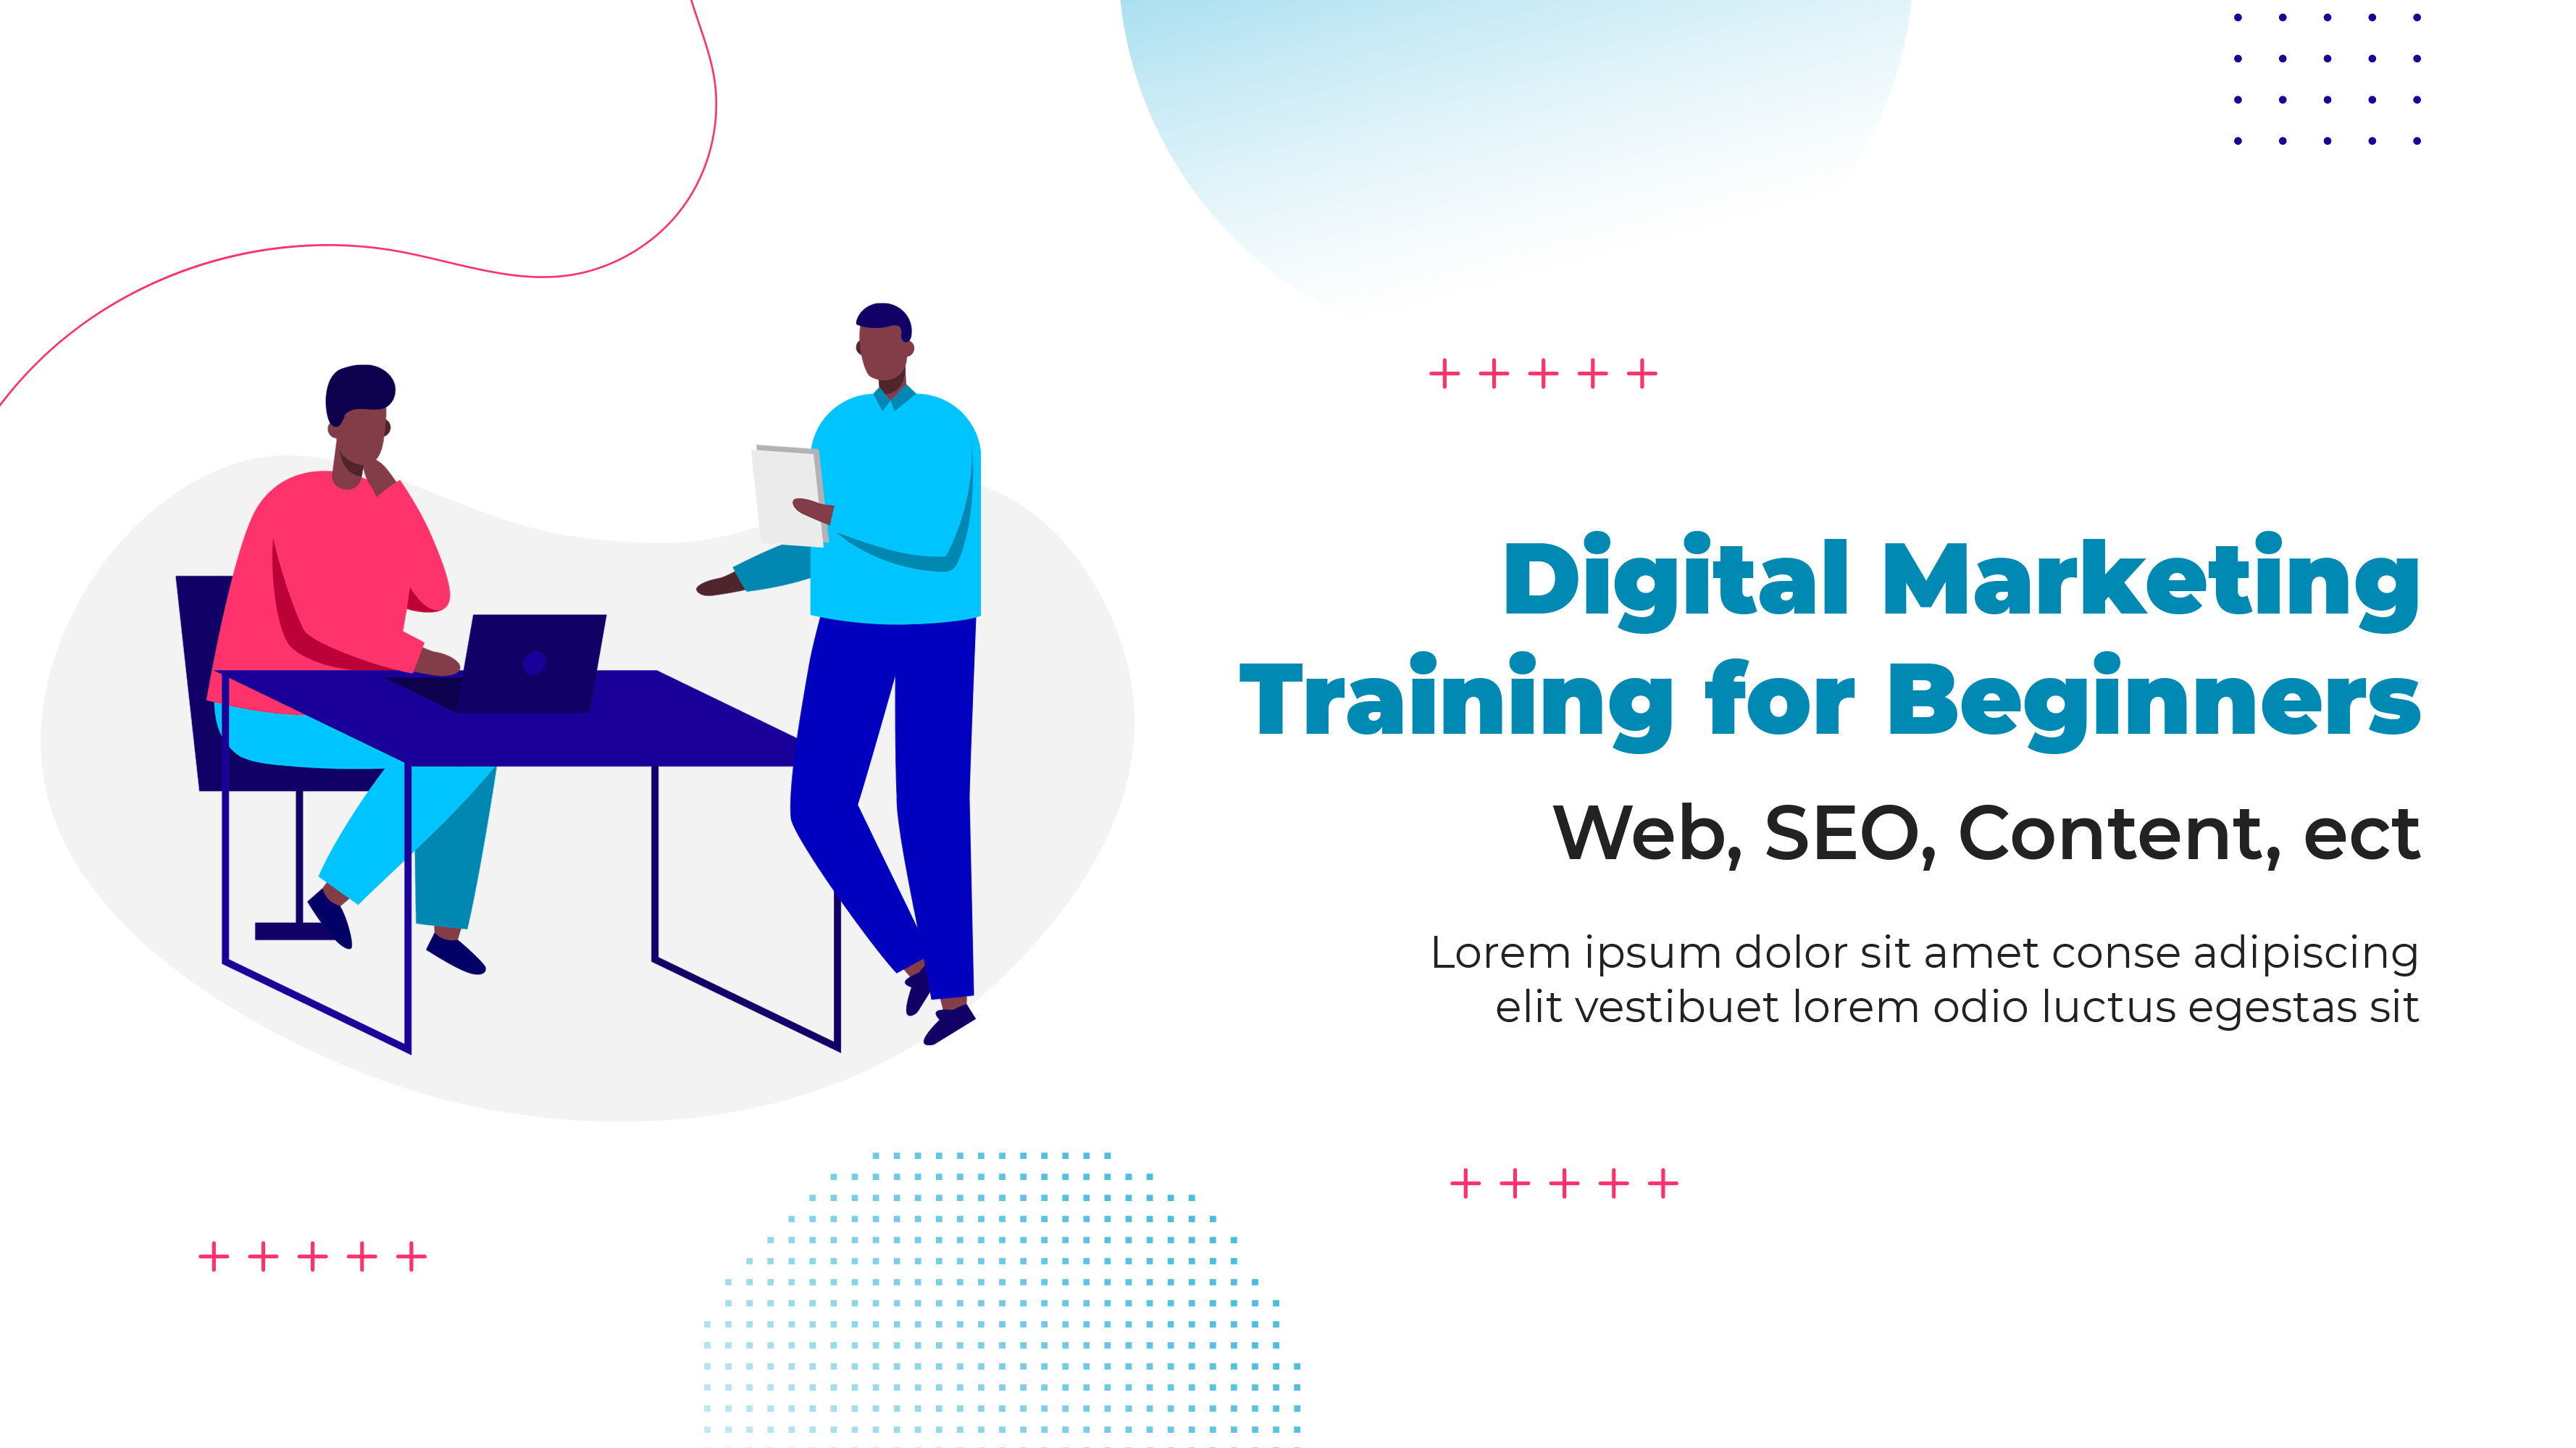 Digital Marketing
Training for Beginners
Web, SEO, Content, ect
Lorem ipsum dolor sit amet conse adipiscing
elit vestibuet lorem odio luctus egestas sit